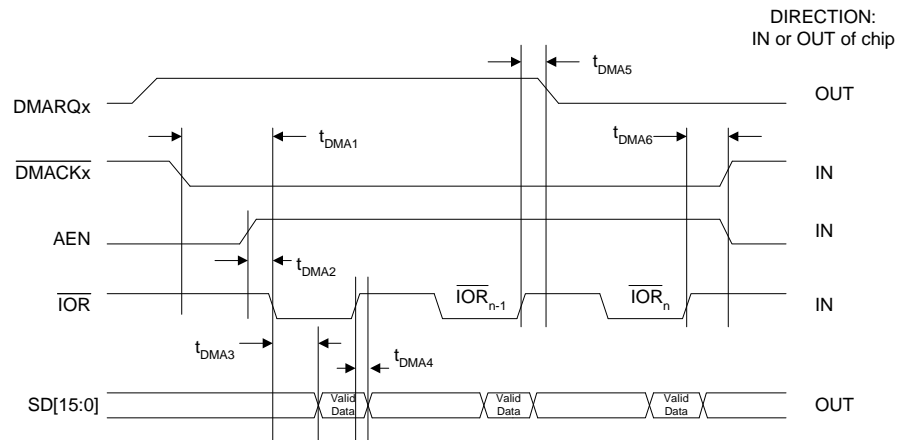 DIRECTION:
IN or OUT of chip
t_DMA5
DMARQx
OUT
t_DMA1
t_DMA6
DMACKx
IN
AEN
IN
t_DMA2
IOR
IOR_n-1
IOR_n
IN
t_DMA3
t_DMA4
SD[15:0]
Valid
Data
Valid
Data
Valid
Data
OUT